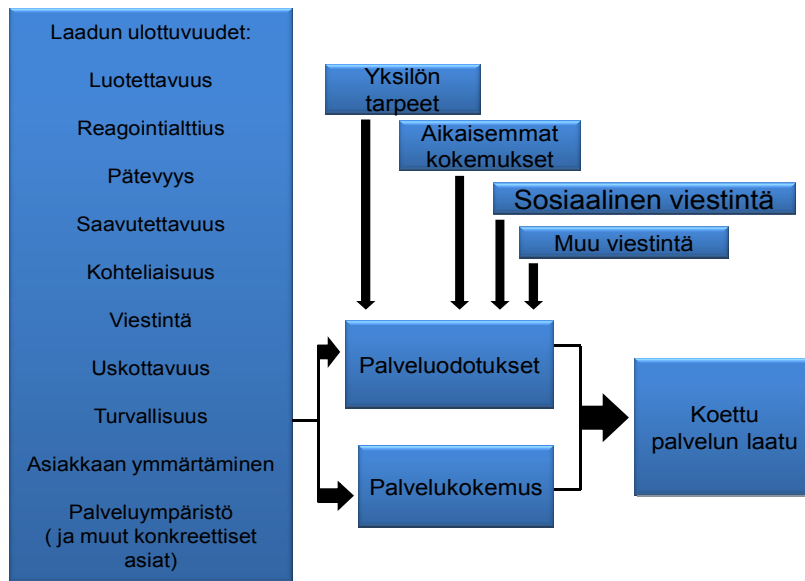 Laadun ulottuvuudet:
Luotettavuus
Reagointialttius
Pätevyys
Saavutettavuus
Kohteliaisuus
Viestintä
Uskottavuus
Turvallisuus
Asiakkaan ymmärtäminen
Palveluympäristö
( ja muut konkreettiset
asiat)
Yksilön
tarpeet
Aikaisemmat
kokemukset
Sosiaalinen viestintä
Muu viestintä
Palveluodotukset
Palvelukokemus
Koettu
palvelun laatu